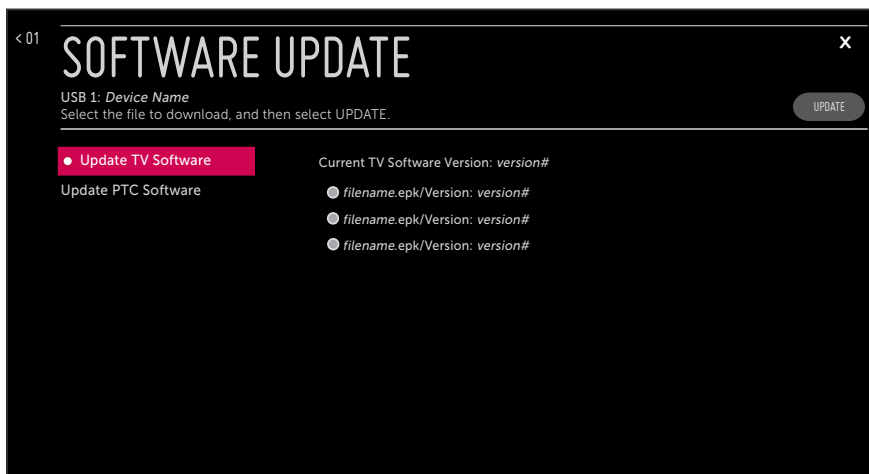 < 01
SOFTWARE UPDATE
X
USB 1: Device Name
Select the file to download, and then select UPDATE.
UPDATE
Update TV Software
Update PTC Software
Current TV Software Version: version#
filename.epk/Version: version#
filename.epk/Version: version#
filename.epk/Version: version#